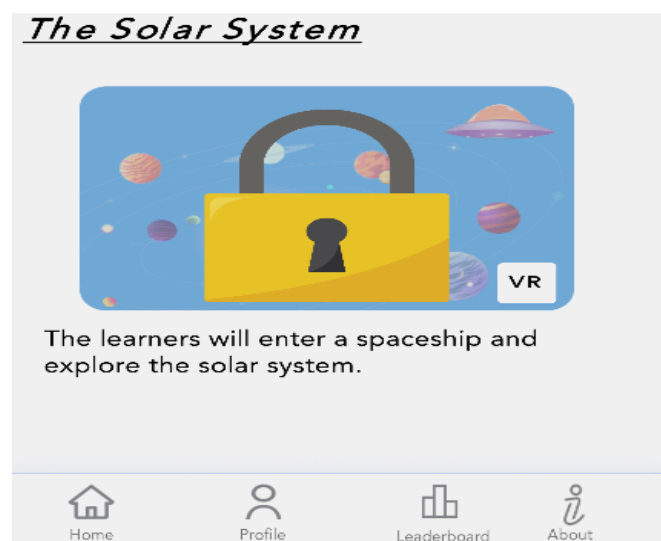 The Solar System
VR
The learners will enter a spaceship and
explore the solar system.
Home Profile Leaderboard About